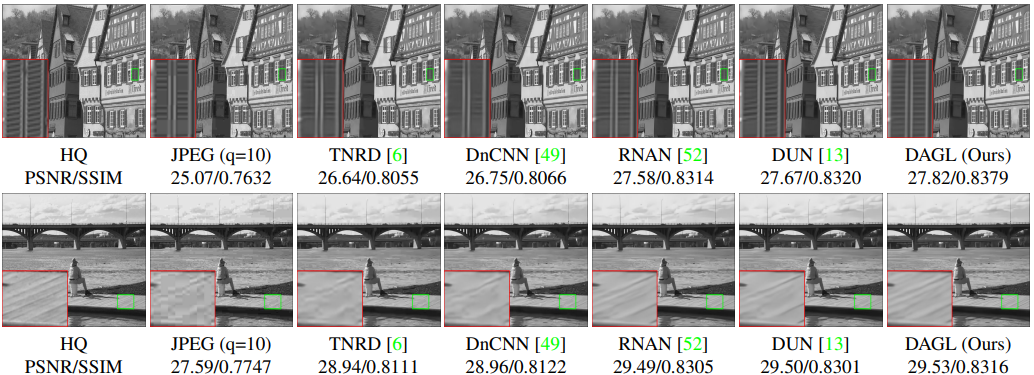 HQ JPEG (q=10) TNRD [6] DnCNN [49] RNAN [52] DUN [13] DAGL (Ours)
PSNR/SSIM 25.07/0.7632 26.64/0.8055 26.75/0.8066 27.58/0.8314 27.67/0.8320 27.82/0.8379
HQ JPEG (q=10) TNRD [6] DnCNN [49] RNAN [52] DUN [13] DAGL (Ours)
PSNR/SSIM 27.59/0.7747 28.94/0.8111 28.96/0.8122 29.49/0.8305 29.50/0.8301 29.53/0.8316